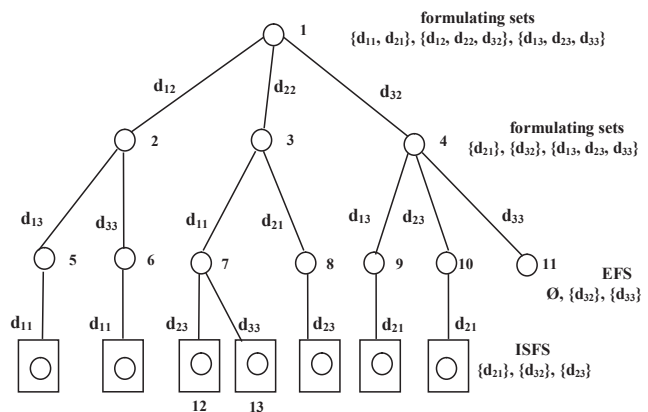 formulating sets
1
{d₁₁, d₂₁}, {d₁₂, d₂₂, d₃₂}, {d₁₃, d₂₃, d₃₃}
d₁₂
d₂₂
d₃₂
formulating sets
2
3
4
{d₂₁}, {d₃₂}, {d₁₃, d₂₃, d₃₃}
d₁₃
d₃₃
d₁₁
d₂₁
d₁₃
d₂₃
d₃₃
5
6
7
8
9
10
11
EFS
Ø, {d₃₂}, {d₃₃}
d₁₁
d₁₁
d₂₃
d₃₃
d₂₃
d₂₁
d₂₁
ISFS
{d₂₁}, {d₃₂}, {d₂₃}
12
13